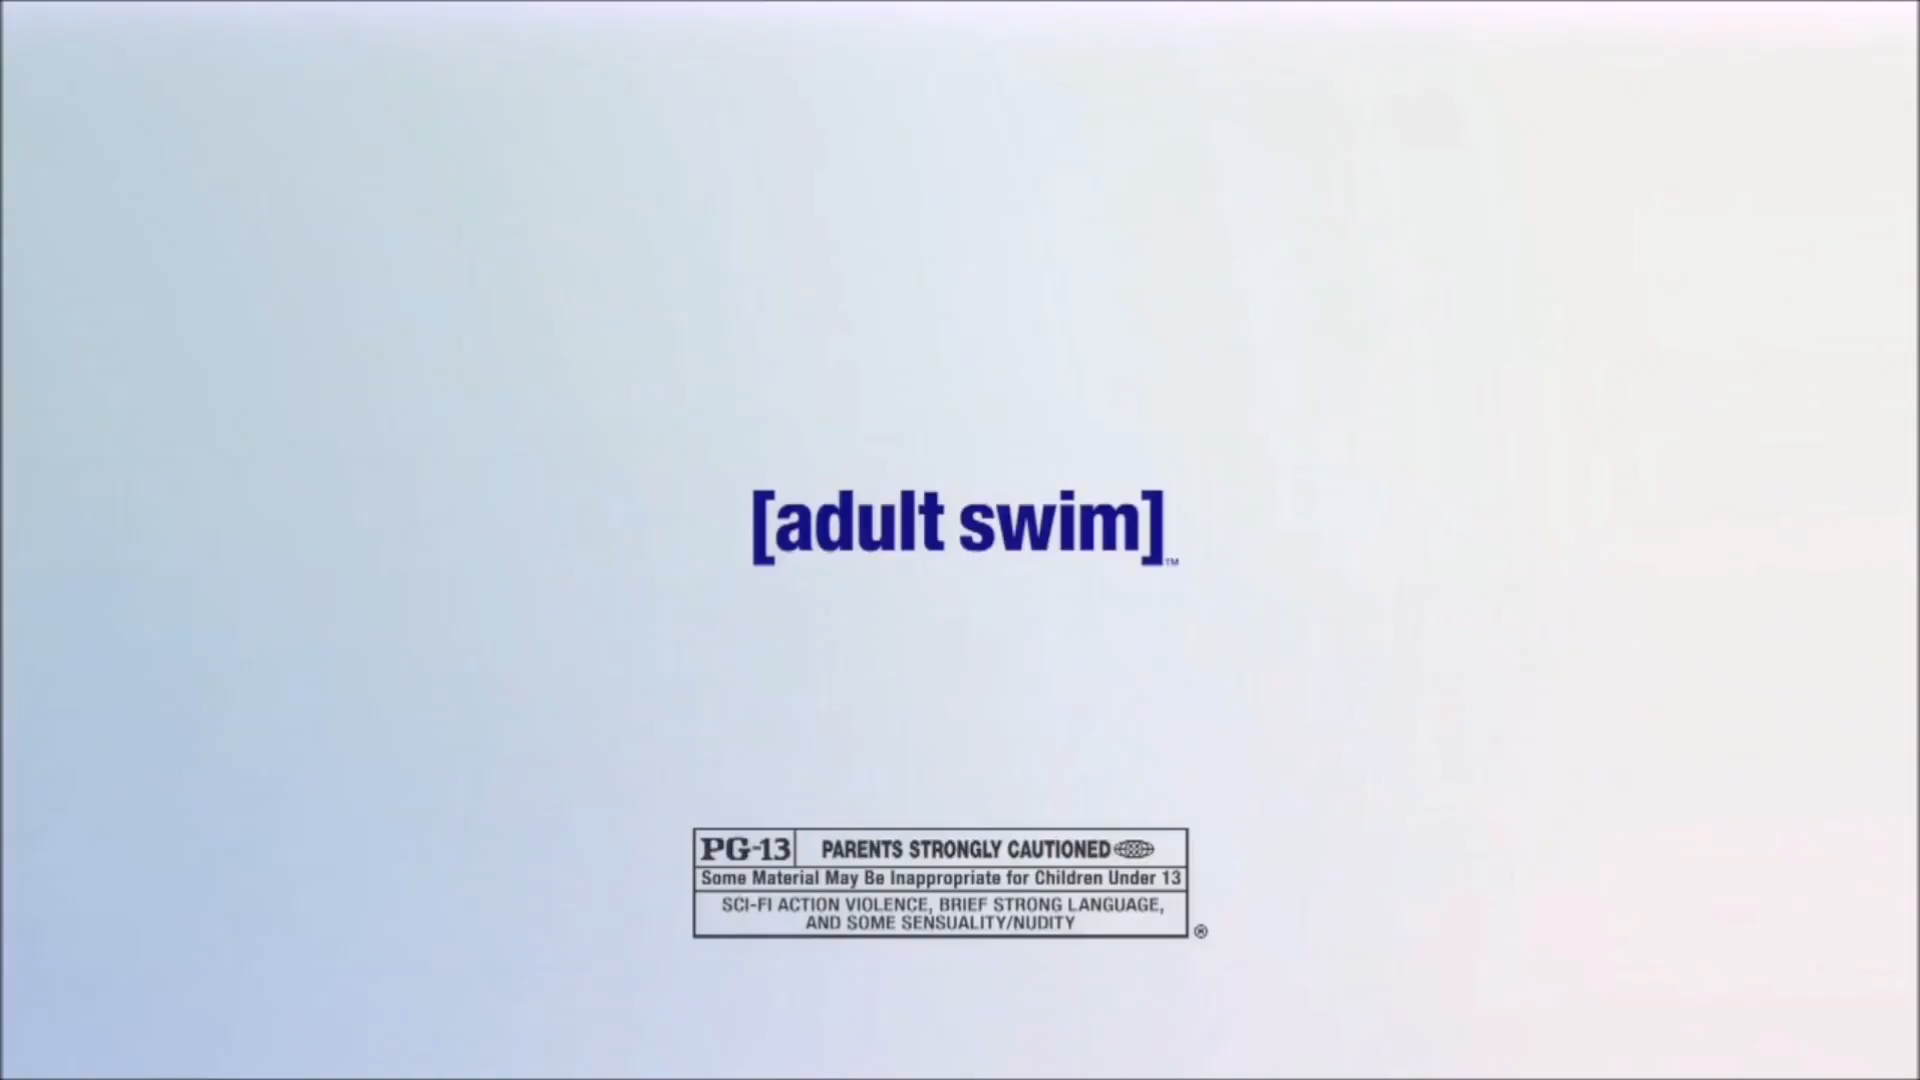 [adult swim]™
PG-13 PARENTS STRONGLY CAUTIONED
Some Material May Be Inappropriate for Children Under 13
SCI-FI ACTION VIOLENCE, BRIEF STRONG LANGUAGE,
AND SOME SENSUALITY/NUDITY ®